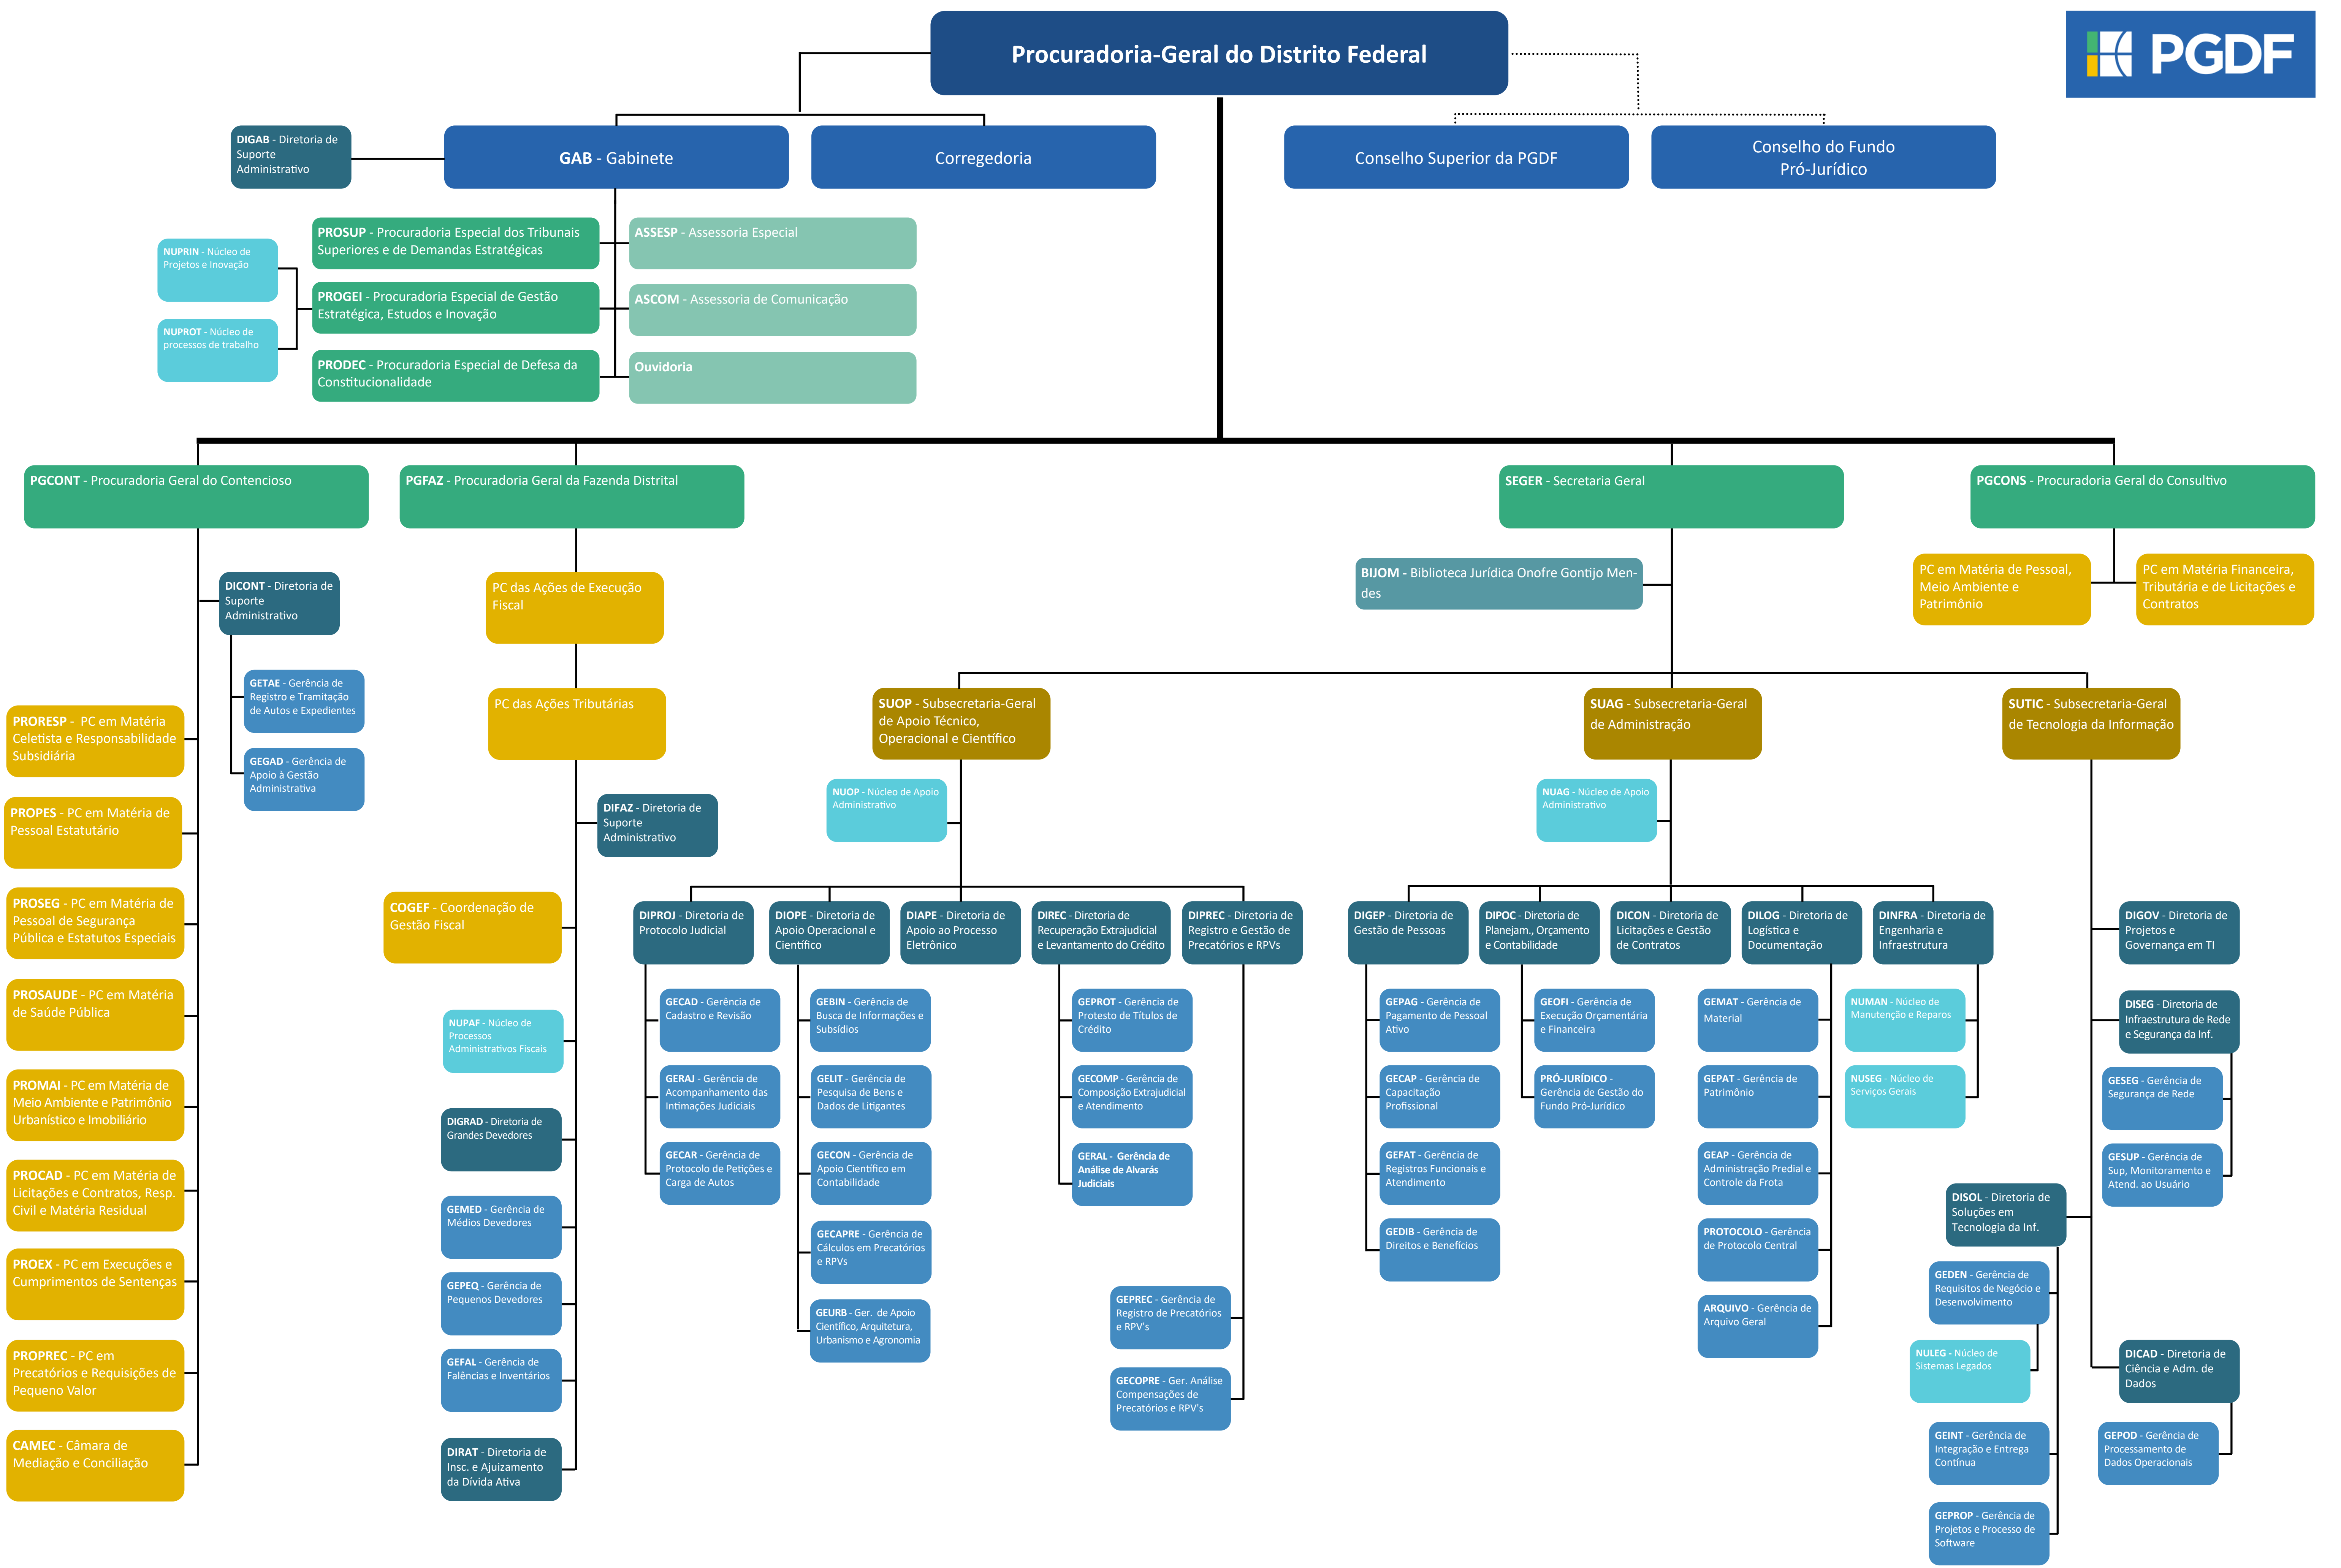 Procuradoria-Geral do Distrito Federal
PGDF
DIGAB - Diretoria de
Suporte
Administrativo
GAB - Gabinete
Corregedoria
Conselho Superior da PGDF
Conselho do Fundo
Pró-Jurídico
NUPRIN - Núcleo de
Projetos e Inovação
NUPROT - Núcleo de
processos de trabalho
PROSUP - Procuradoria Especial dos Tribunais
Superiores e de Demandas Estratégicas
PROGEI - Procuradoria Especial de Gestão
Estratégica, Estudos e Inovação
PRODEC - Procuradoria Especial de Defesa da
Constitucionalidade
ASSESP - Assessoria Especial
ASCOM - Assessoria de Comunicação
Ouvidoria
PGCONT - Procuradoria Geral do Contencioso
PGFAZ - Procuradoria Geral da Fazenda Distrital
SEGER - Secretaria Geral
PGCONS - Procuradoria Geral do Consultivo
DICONT - Diretoria de
Suporte
Administrativo
GETAE - Gerência de
Registro e Tramitação
de Autos e Expedientes
GEGAD - Gerência de
Apoio à Gestão
Administrativa
PRORESP - PC em Matéria
Celetista e Responsabilidade
Subsidiária
PROPES - PC em Matéria de
Pessoal Estatutário
PROSEG - PC em Matéria de
Pessoal de Segurança
Pública e Estatutos Especiais
PROSAUDE - PC em Matéria
de Saúde Pública
PROMAI - PC em Matéria de
Meio Ambiente e Patrimônio
Urbanístico e Imobiliário
PROCAD - PC em Matéria de
Licitações e Contratos, Resp.
Civil e Matéria Residual
PROEX - PC em Execuções e
Cumprimentos de Sentenças
PROPREC - PC em
Precatórios e Requisições de
Pequeno Valor
CAMEC - Câmara de
Mediação e Conciliação
PC das Ações de Execução
Fiscal
PC das Ações Tributárias
DIFAZ - Diretoria de
Suporte
Administrativo
COGEF - Coordenação de
Gestão Fiscal
NUPAF - Núcleo de
Processos
Administrativos Fiscais
DIGRAD - Diretoria de
Grandes Devedores
GEMED - Gerência de
Médios Devedores
GEPEQ - Gerência de
Pequenos Devedores
GEFAL - Gerência de
Falências e Inventários
DIRAT - Diretoria de
Insc. e Ajuizamento
da Dívida Ativa
BIJOM - Biblioteca Jurídica Onofre Gontijo Men-
des
PC em Matéria de Pessoal,
Meio Ambiente e
Patrimônio
PC em Matéria Financeira,
Tributária e de Licitações e
Contratos
SUOP - Subsecretaria-Geral
de Apoio Técnico,
Operacional e Científico
SUAG - Subsecretaria-Geral
de Administração
SUTIC - Subsecretaria-Geral
de Tecnologia da Informação
NUOP - Núcleo de Apoio
Administrativo
NUAG - Núcleo de Apoio
Administrativo
DIPROJ - Diretoria de
Protocolo Judicial
DIOPE - Diretoria de
Apoio Operacional e
Científico
DIAPE - Diretoria de
Apoio ao Processo
Eletrônico
DIREC - Diretoria de
Recuperação Extrajudicial
e Levantamento do Crédito
DIPREC - Diretoria de
Registro e Gestão de
Precatórios e RPVs
GECAD - Gerência de
Cadastro e Revisão
GERAJ - Gerência de
Acompanhamento das
Intimações Judiciais
GECAR - Gerência de
Protocolo de Petições e
Carga de Autos
GEBIN - Gerência de
Busca de Informações e
Subsídios
GELIT - Gerência de
Pesquisa de Bens e
Dados de Litigantes
GECON - Gerência de
Apoio Científico em
Contabilidade
GECAPRE - Gerência de
Cálculos em Precatórios
e RPVs
GEURB - Ger. de Apoio
Científico, Arquitetura,
Urbanismo e Agronomia
GEPROT - Gerência de
Protesto de Títulos de
Crédito
GECOMP - Gerência de
Composição Extrajudicial
e Atendimento
GERAL - Gerência de
Análise de Alvarás
Judiciais
GEPREC - Gerência de
Registro de Precatórios
e RPV's
GECOPRE - Ger. Análise
Compensações de
Precatórios e RPV's
DIGEP - Diretoria de
Gestão de Pessoas
DIPOC - Diretoria de
Planejam., Orçamento
e Contabilidade
DICON - Diretoria de
Licitações e Gestão
de Contratos
DILOG - Diretoria de
Logística e
Documentação
DINFRA - Diretoria de
Engenharia e
Infraestrutura
GEPAG - Gerência de
Pagamento de Pessoal
Ativo
GECAP - Gerência de
Capacitação
Profissional
GEFAT - Gerência de
Registros Funcionais e
Atendimento
GEDIB - Gerência de
Direitos e Benefícios
GEOFI - Gerência de
Execução Orçamentária
e Financeira
PRÓ-JURÍDICO -
Gerência de Gestão do
Fundo Pró-Jurídico
GEMAT - Gerência de
Material
GEPAT - Gerência de
Patrimônio
GEAP - Gerência de
Administração Predial e
Controle da Frota
PROTOCOLO - Gerência
de Protocolo Central
ARQUIVO - Gerência de
Arquivo Geral
NUMAN - Núcleo de
Manutenção e Reparos
NUSEG - Núcleo de
Serviços Gerais
DIGOV - Diretoria de
Projetos e
Governança em TI
DISEG - Diretoria de
Infraestrutura de Rede
e Segurança da Inf.
GESEG - Gerência de
Segurança de Rede
GESUP - Gerência de
Sup, Monitoramento e
Atend. ao Usuário
DISOL - Diretoria de
Soluções em
Tecnologia da Inf.
GEDEN - Gerência de
Requisitos de Negócio e
Desenvolvimento
NULEG - Núcleo de
Sistemas Legados
GEINT - Gerência de
Integração e Entrega
Contínua
GEPROP - Gerência de
Projetos e Processo de
Software
DICAD - Diretoria de
Ciência e Adm. de
Dados
GEPOD - Gerência de
Processamento de
Dados Operacionais